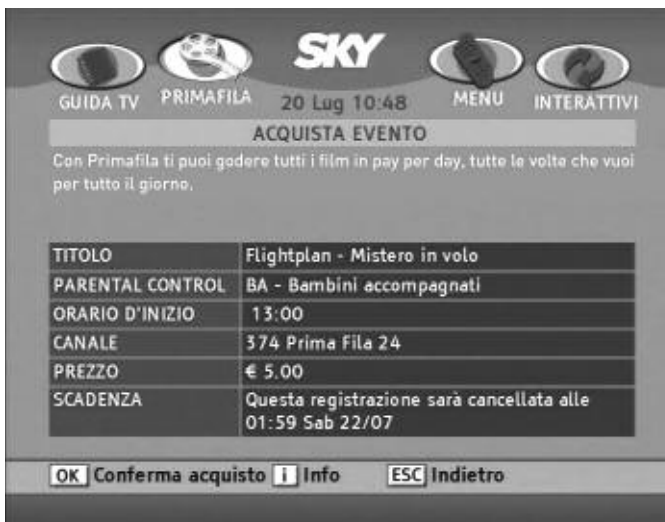 SKY
GUIDA TV PRIMAFILA 20 Lug 10:48 MENU INTERATTIVI
ACQUISTA EVENTO
Con Primafila ti puoi godere tutti i film in pay per day, tutte le volte che vuoi
per tutto il giorno.
TITOLO Flightplan - Mistero in volo
PARENTAL CONTROL BA - Bambini accompagnati
ORARIO D'INIZIO 13:00
CANALE 374 Prima Fila 24
PREZZO € 5.00
SCADENZA Questa registrazione sarà cancellata alle
01:59 Sab 22/07
OK Conferma acquisto i Info ESC Indietro